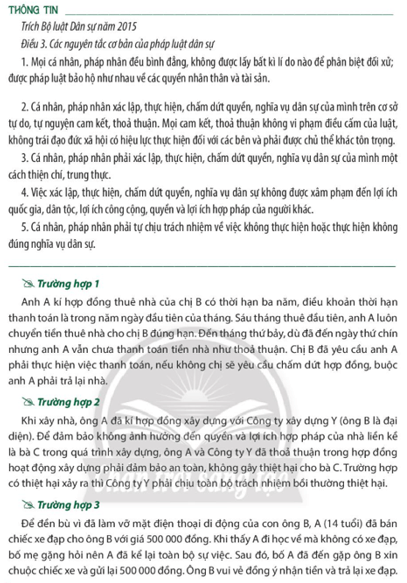 THÔNG TIN
Trích Bộ luật Dân sự năm 2015
Điều 3. Các nguyên tắc cơ bản của pháp luật dân sự
1. Mọi cá nhân, pháp nhân đều bình đẳng, không được lấy bất kì lí do nào để phân biệt đối xử;
được pháp luật bảo hộ như nhau về các quyền nhân thân và tài sản.
2. Cá nhân, pháp nhân xác lập, thực hiện, chấm dứt quyền, nghĩa vụ dân sự của mình trên cơ sở
tự do, tự nguyện cam kết, thoả thuận. Mọi cam kết, thoả thuận không vi phạm điều cấm của luật,
không trái đạo đức xã hội có hiệu lực thực hiện đối với các bên và phải được chủ thể khác tôn trọng.
3. Cá nhân, pháp nhân phải xác lập, thực hiện, chấm dứt quyền, nghĩa vụ dân sự của mình một
cách thiện chí, trung thực.
4. Việc xác lập, thực hiện, chấm dứt quyền, nghĩa vụ dân sự không được xâm phạm đến lợi ích
quốc gia, dân tộc, lợi ích công cộng, quyền và lợi ích hợp pháp của người khác.
5. Cá nhân, pháp nhân phải tự chịu trách nhiệm về việc không thực hiện hoặc thực hiện không
đúng nghĩa vụ dân sự.
Trường hợp 1
Anh A kí hợp đồng thuê nhà của chị B có thời hạn ba năm, điều khoản thời hạn
thanh toán là trong năm ngày đầu tiên của tháng. Sáu tháng thuê đầu tiên, anh A luôn
chuyển tiền thuê nhà cho chị B đúng hạn. Đến tháng thứ bảy, dù đã đến ngày thứ chín
nhưng anh A vẫn chưa thanh toán tiền nhà như thoả thuận. Chị B đã yêu cầu anh A
phải thực hiện việc thanh toán, nếu không chị sẽ yêu cầu chấm dứt hợp đồng, buộc
anh A phải trả lại nhà.
Trường hợp 2
Khi xây nhà, ông A đã kí hợp đồng xây dựng với Công ty xây dựng Y (ông B là đại
diện). Để đảm bảo không ảnh hưởng đến quyền và lợi ích hợp pháp của nhà liền kề
là bà C trong quá trình xây dựng, ông A và Công ty Y đã thoả thuận trong hợp đồng
hoạt động xây dựng phải đảm bảo an toàn, không gây thiệt hại cho bà C. Trường hợp
có thiệt hại xảy ra thì Công ty Y phải chịu toàn bộ trách nhiệm bồi thường thiệt hại.
Trường hợp 3
Để đền bù vì đã làm vỡ mặt điện thoại di động của con ông B, A (14 tuổi) đã bán
chiếc xe đạp cho ông B với giá 500 000 đồng. Khi thấy A đi học về mà không có xe đạp,
bố mẹ gặng hỏi nên A đã kể lại toàn bộ sự việc. Sau đó, bố A đã đến gặp ông B xin
chuộc chiếc xe và gửi lại 500 000 đồng. Ông B vui vẻ đồng ý nhận tiền và trả lại xe đạp.